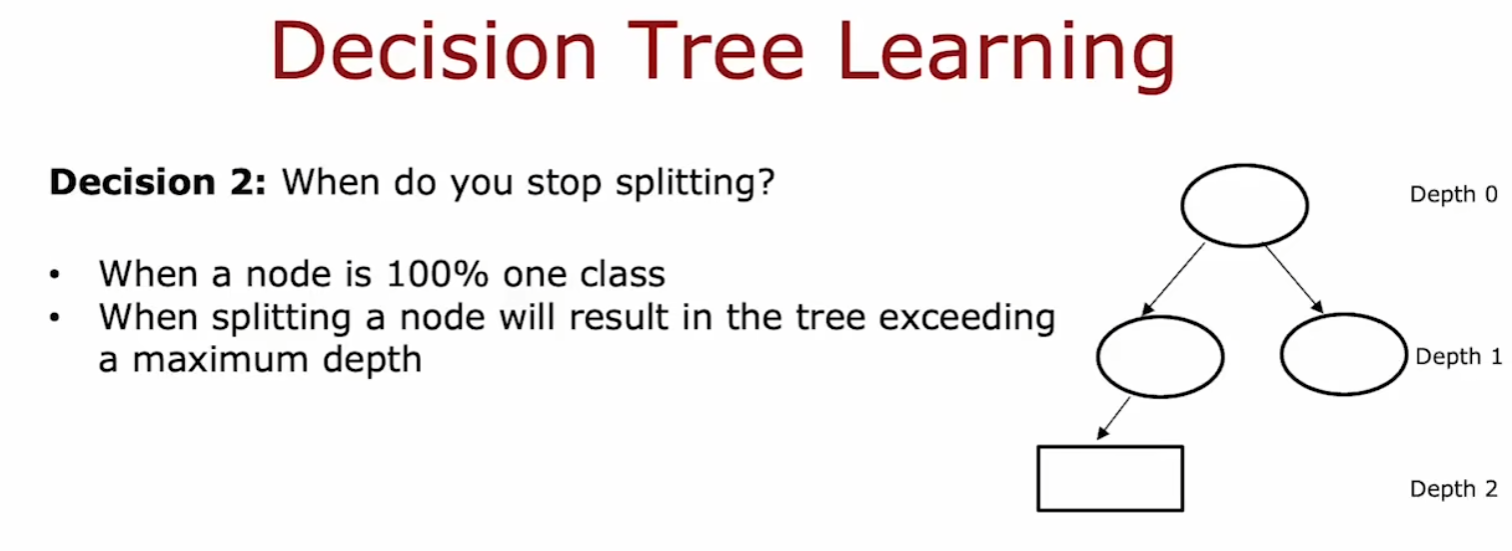 Decision Tree Learning
Decision 2: When do you stop splitting?
• When a node is 100% one class
• When splitting a node will result in the tree exceeding
a maximum depth
Depth 0
Depth 1
Depth 2